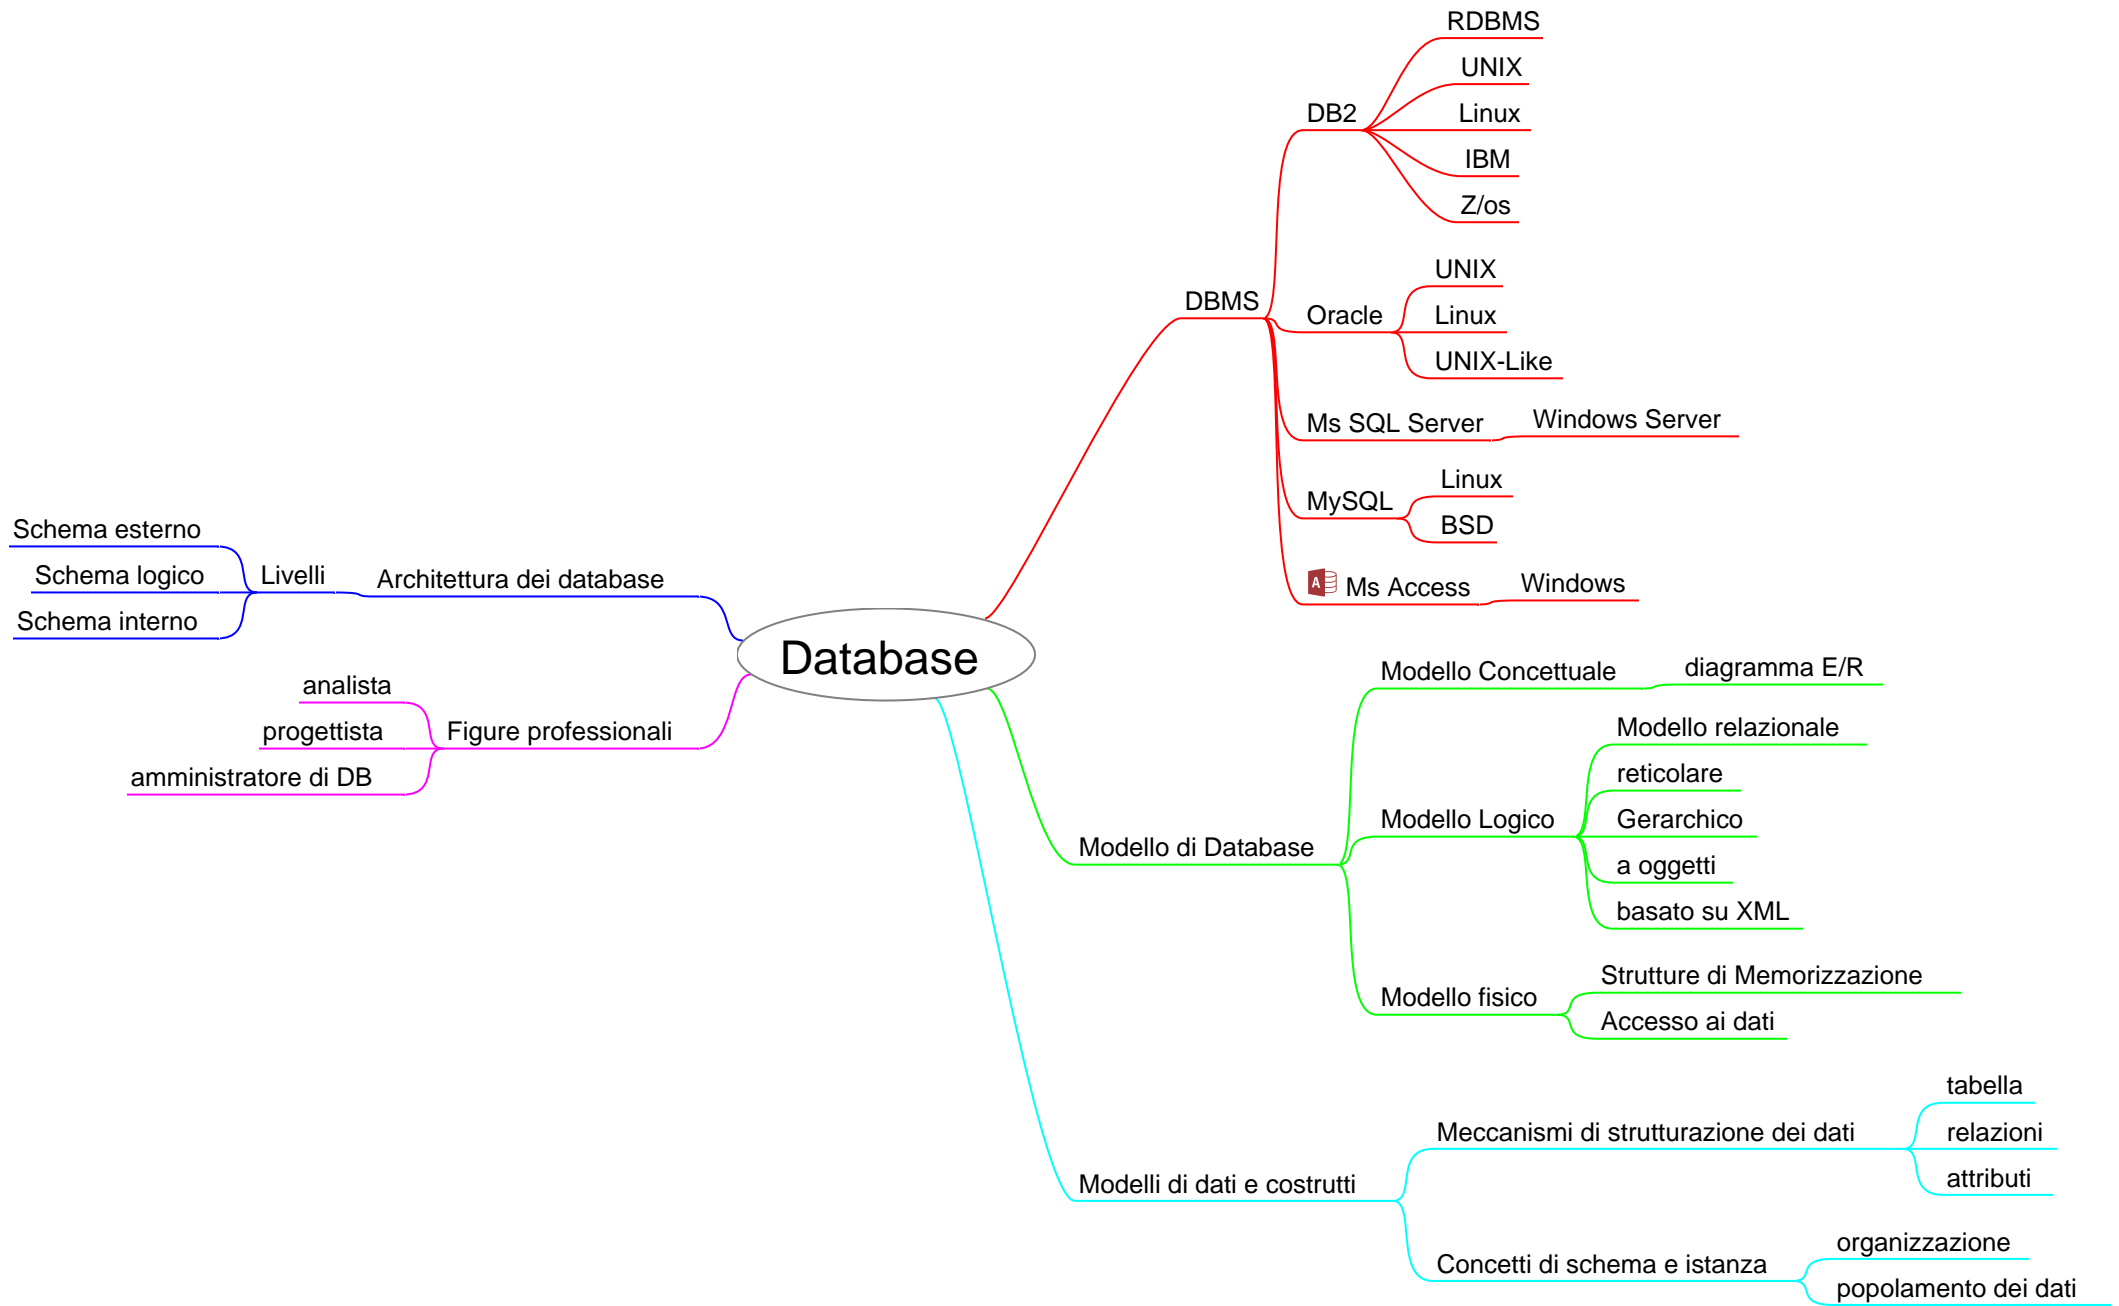 Database
DBMS
DB2
RDBMS
UNIX
Linux
IBM
Z/os
Oracle
UNIX
Linux
UNIX-Like
Ms SQL Server
Windows Server
MySQL
Linux
BSD
A
Ms Access
Windows
Modello di Database
Modello Concettuale
diagramma E/R
Modello Logico
Modello relazionale
reticolare
Gerarchico
a oggetti
basato su XML
Modello fisico
Strutture di Memorizzazione
Accesso ai dati
Modelli di dati e costrutti
Meccanismi di strutturazione dei dati
tabella
relazioni
attributi
Concetti di schema e istanza
organizzazione
popolamento dei dati
Architettura dei database
Livelli
Schema esterno
Schema logico
Schema interno
Figure professionali
analista
progettista
amministratore di DB